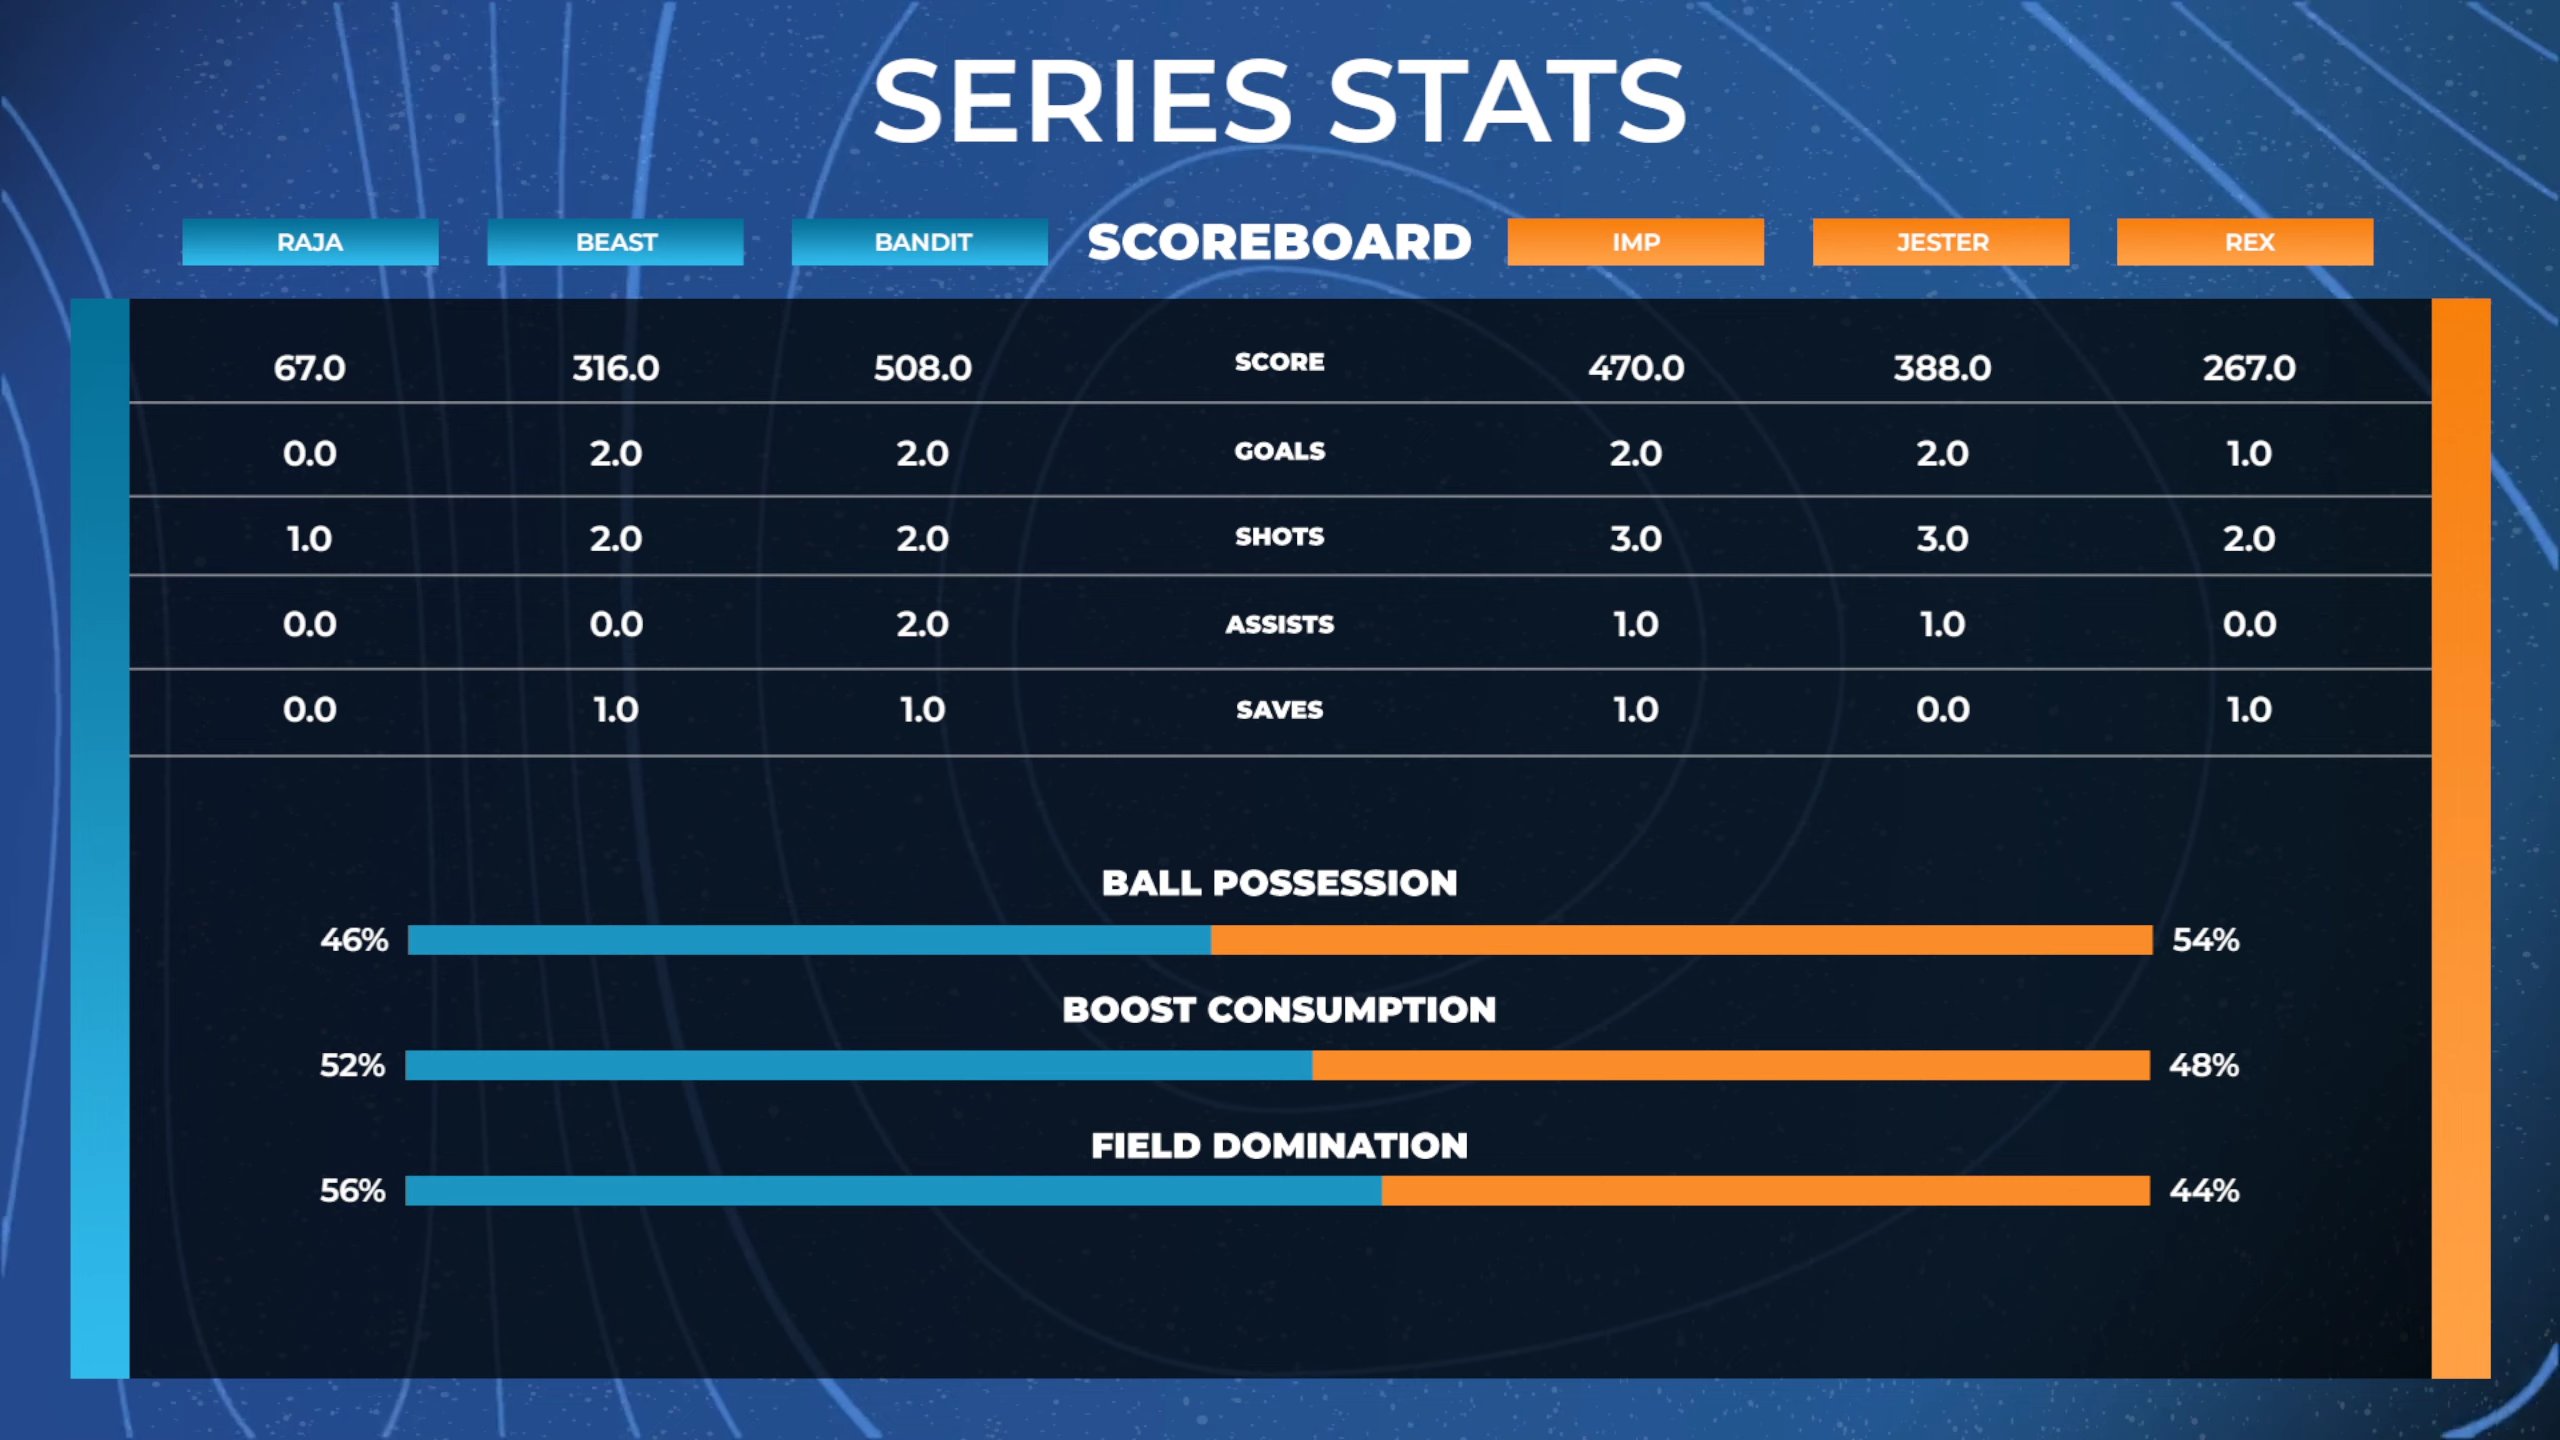 SERIES STATS
RAJA BEAST BANDIT SCOREBOARD IMP JESTER REX
67.0 316.0 508.0 SCORE 470.0 388.0 267.0
0.0 2.0 2.0 GOALS 2.0 2.0 1.0
1.0 2.0 2.0 SHOTS 3.0 3.0 2.0
0.0 0.0 2.0 ASSISTS 1.0 1.0 0.0
0.0 1.0 1.0 SAVES 1.0 0.0 1.0
BALL POSSESSION
46% 54%
BOOST CONSUMPTION
52% 48%
FIELD DOMINATION
56% 44%